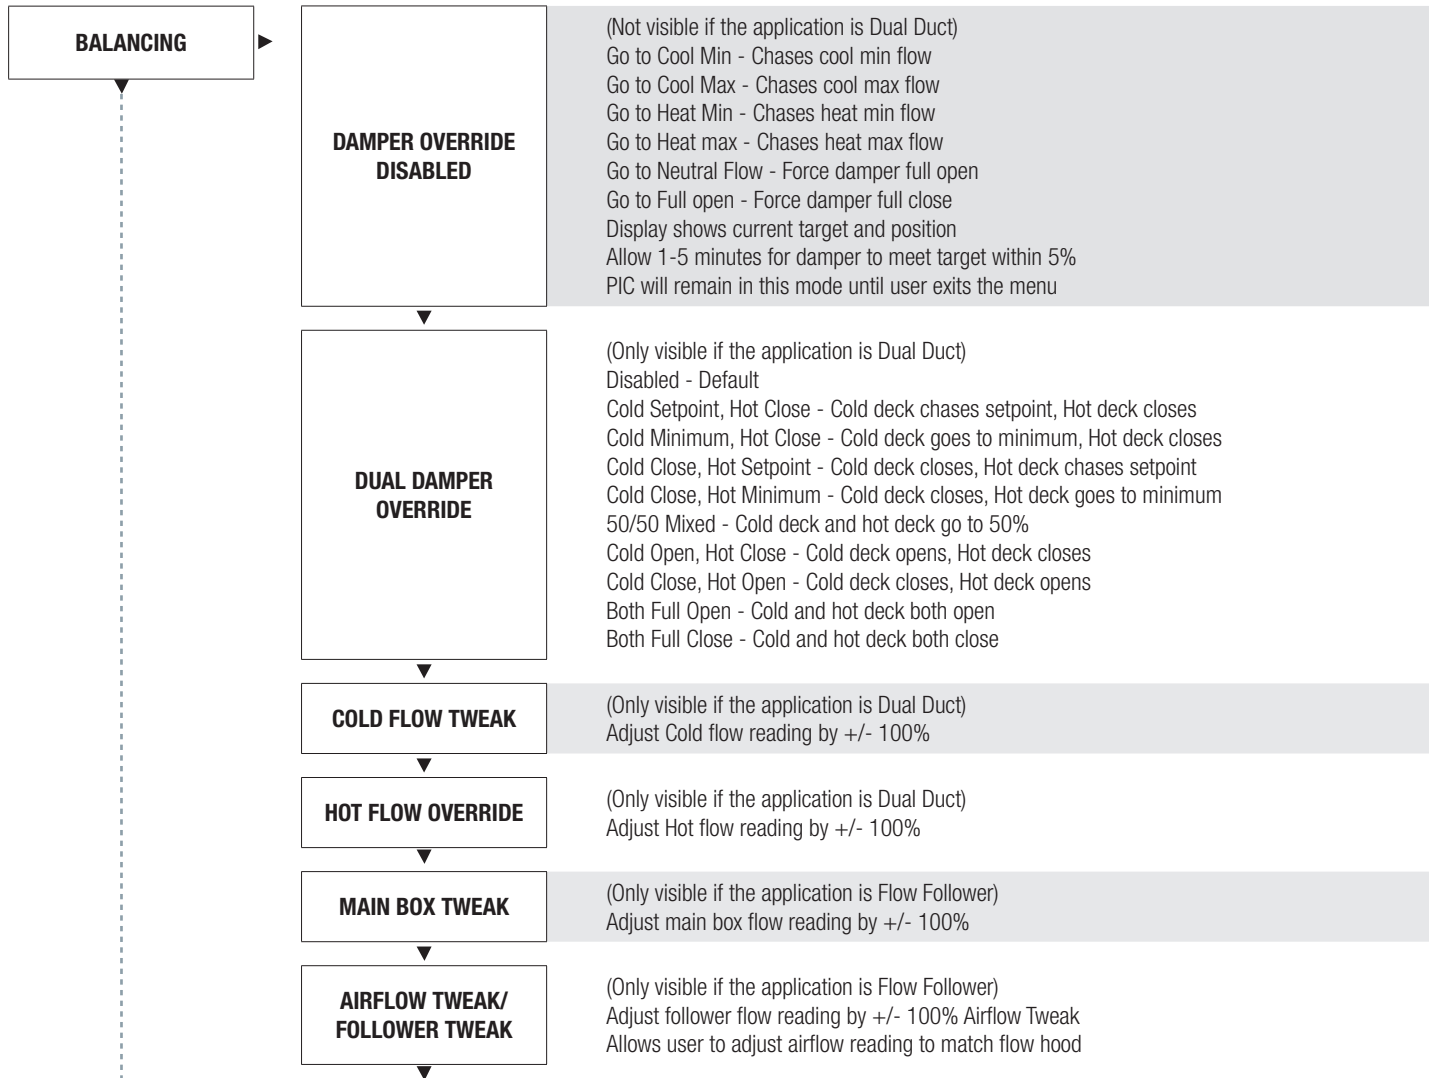 BALANCING
DAMPER OVERRIDE
DISABLED
(Not visible if the application is Dual Duct)
Go to Cool Min - Chases cool min flow
Go to Cool Max - Chases cool max flow
Go to Heat Min - Chases heat min flow
Go to Heat max - Chases heat max flow
Go to Neutral Flow - Force damper full open
Go to Full open - Force damper full close
Display shows current target and position
Allow 1-5 minutes for damper to meet target within 5%
PIC will remain in this mode until user exits the menu
DUAL DAMPER
OVERRIDE
(Only visible if the application is Dual Duct)
Disabled - Default
Cold Setpoint, Hot Close - Cold deck chases setpoint, Hot deck closes
Cold Minimum, Hot Close - Cold deck goes to minimum, Hot deck closes
Cold Close, Hot Setpoint - Cold deck closes, Hot deck chases setpoint
Cold Close, Hot Minimum - Cold deck closes, Hot deck goes to minimum
50/50 Mixed - Cold deck and hot deck go to 50%
Cold Open, Hot Close - Cold deck opens, Hot deck closes
Cold Close, Hot Open - Cold deck closes, Hot deck opens
Both Full Open - Cold and hot deck both open
Both Full Close - Cold and hot deck both close
COLD FLOW TWEAK
(Only visible if the application is Dual Duct)
Adjust Cold flow reading by +/- 100%
HOT FLOW OVERRIDE
(Only visible if the application is Dual Duct)
Adjust Hot flow reading by +/- 100%
MAIN BOX TWEAK
(Only visible if the application is Flow Follower)
Adjust main box flow reading by +/- 100%
AIRFLOW TWEAK/
FOLLOWER TWEAK
(Only visible if the application is Flow Follower)
Adjust follower flow reading by +/- 100% Airflow Tweak
Allows user to adjust airflow reading to match flow hood